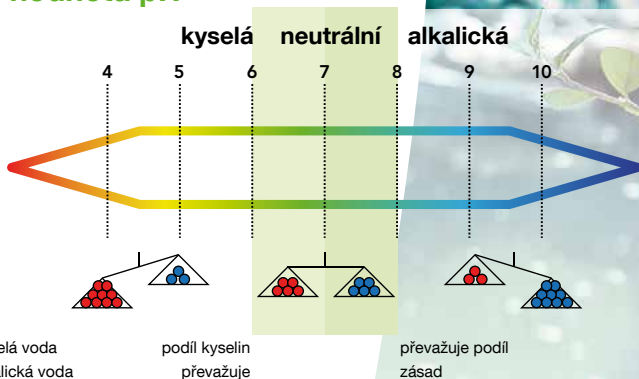 hodnota pH
kyselá neutrální alkalická
4 5 6 7 8 9 10
elá voda podíl kyselin převažuje podíl
alická voda převažuje zásad